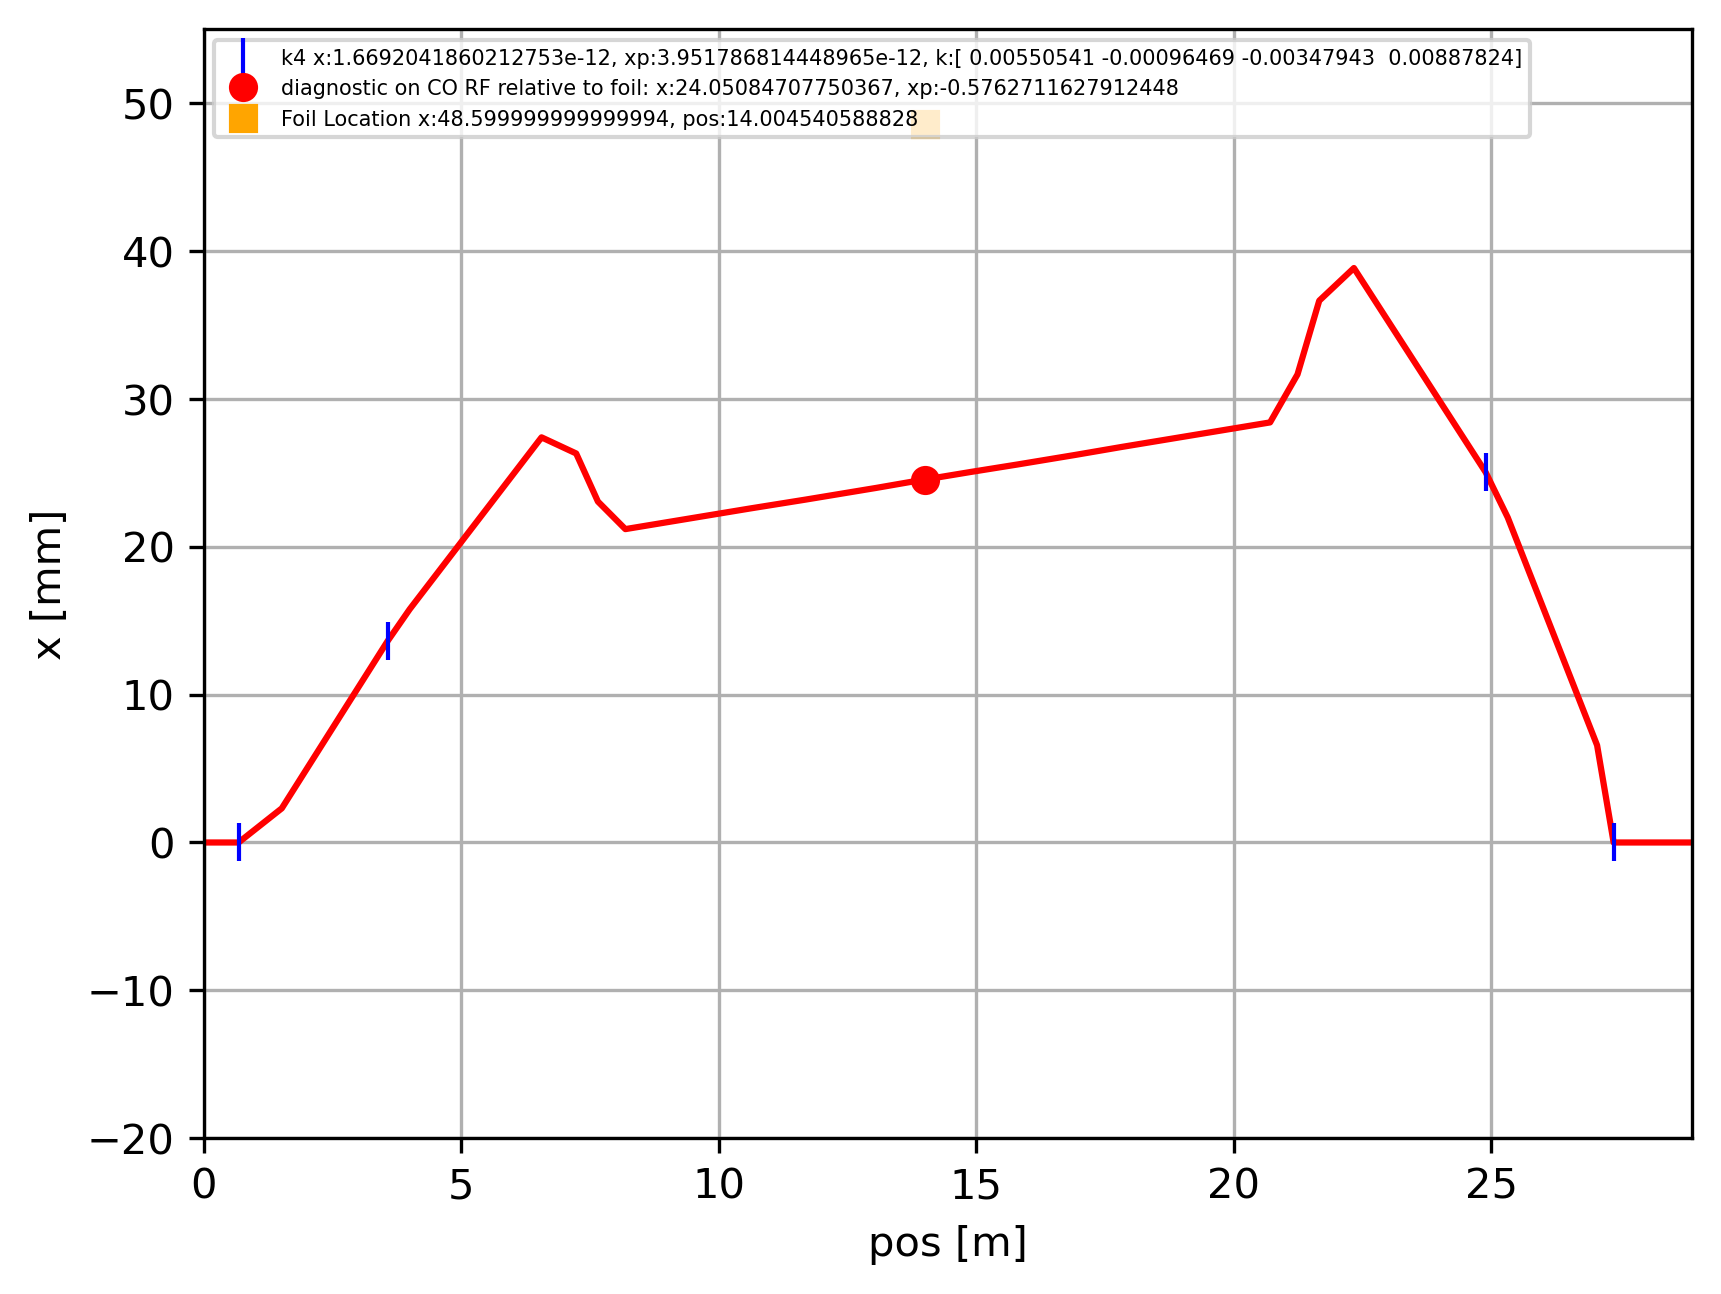 k4 x:1.6692041860212753e-12, xp:3.951786814448965e-12, k:[ 0.00550541 -0.00096469 -0.00347943  0.00887824]
diagnostic on CO RF relative to foil: x:24.05084707750367, xp:-0.5762711627912448
Foil Location x:48.599999999999994, pos:14.004540588828
50
40
30
20
10
0
−10
−20
x [mm]
0 5 10 15 20 25
pos [m]